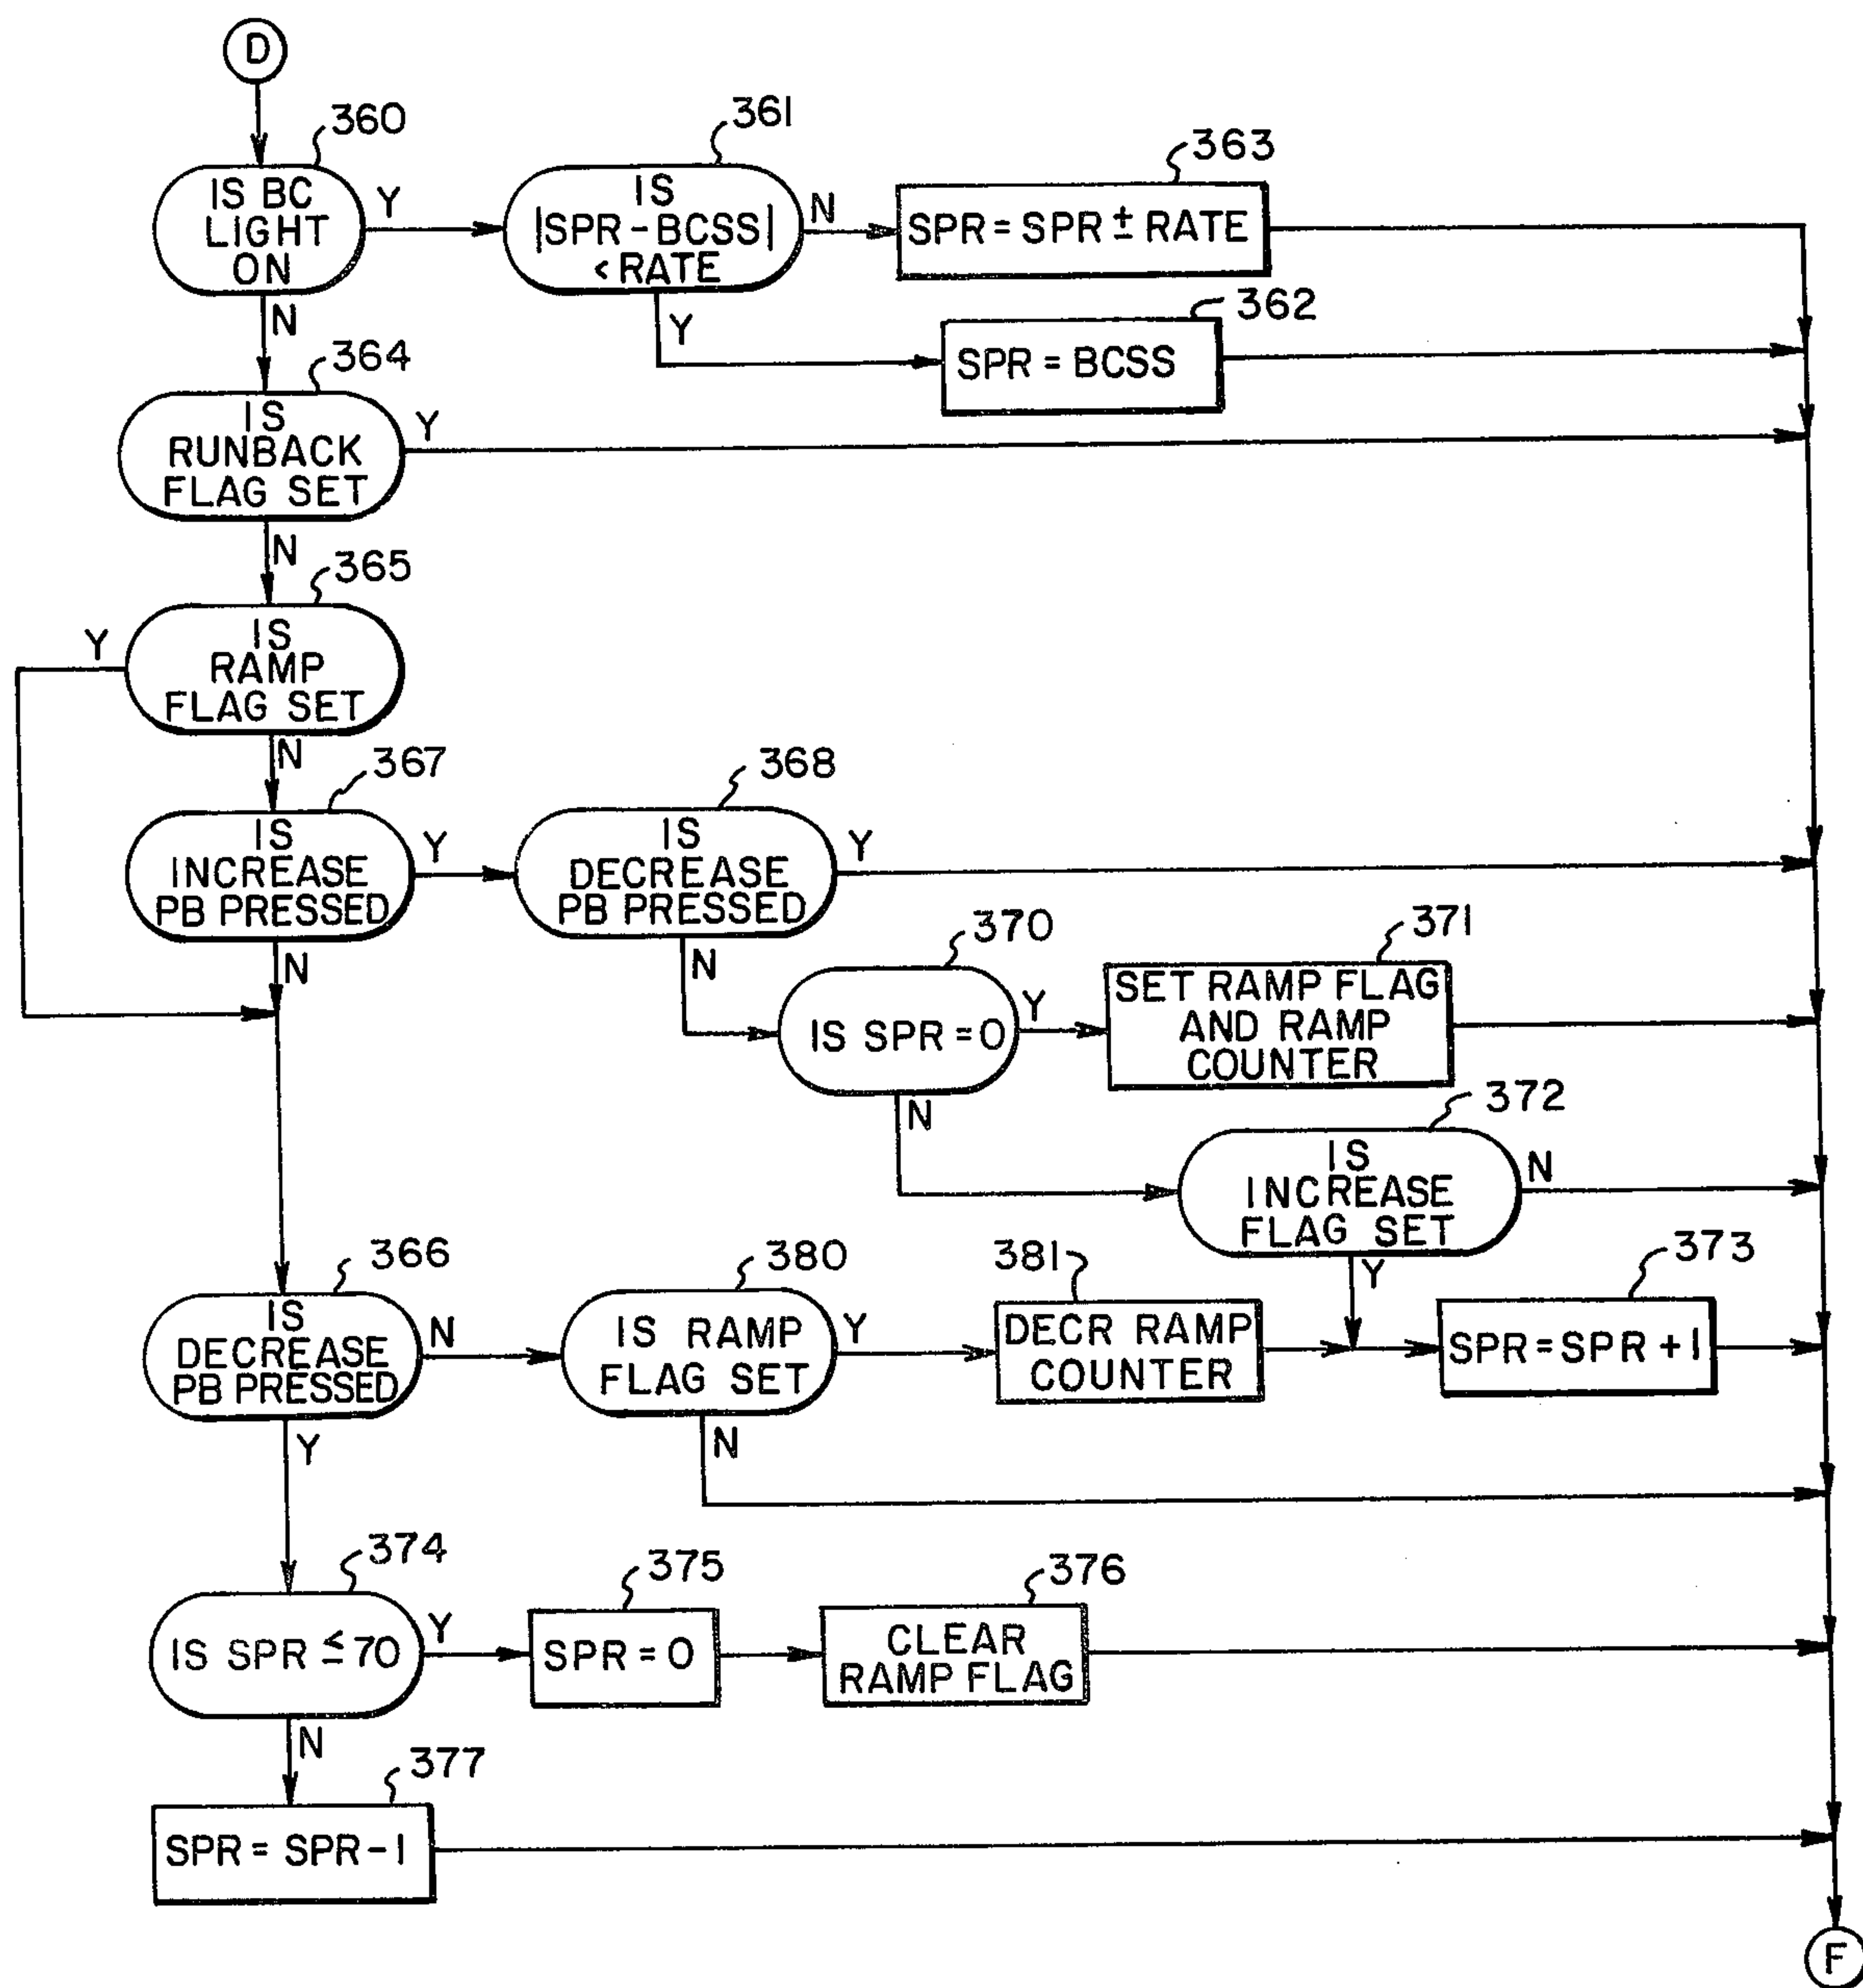 D
360
IS BC
LIGHT
ON
Y
N
361
IS
|SPR-BCSS|
< RATE
N
Y
363
SPR = SPR ± RATE
362
SPR = BCSS
364
IS
RUNBACK
FLAG SET
Y
N
365
IS
RAMP
FLAG SET
Y
N
367
IS
INCREASE
PB PRESSED
Y
N
368
IS
DECREASE
PB PRESSED
Y
N
370
IS SPR = 0
Y
N
371
SET RAMP FLAG
AND RAMP
COUNTER
372
IS
INCREASE
FLAG SET
N
Y
366
IS
DECREASE
PB PRESSED
N
Y
380
IS RAMP
FLAG SET
Y
N
381
DECR RAMP
COUNTER
373
SPR = SPR + 1
374
IS SPR ≤ 70
Y
N
375
SPR = 0
376
CLEAR
RAMP FLAG
377
SPR = SPR - 1
F